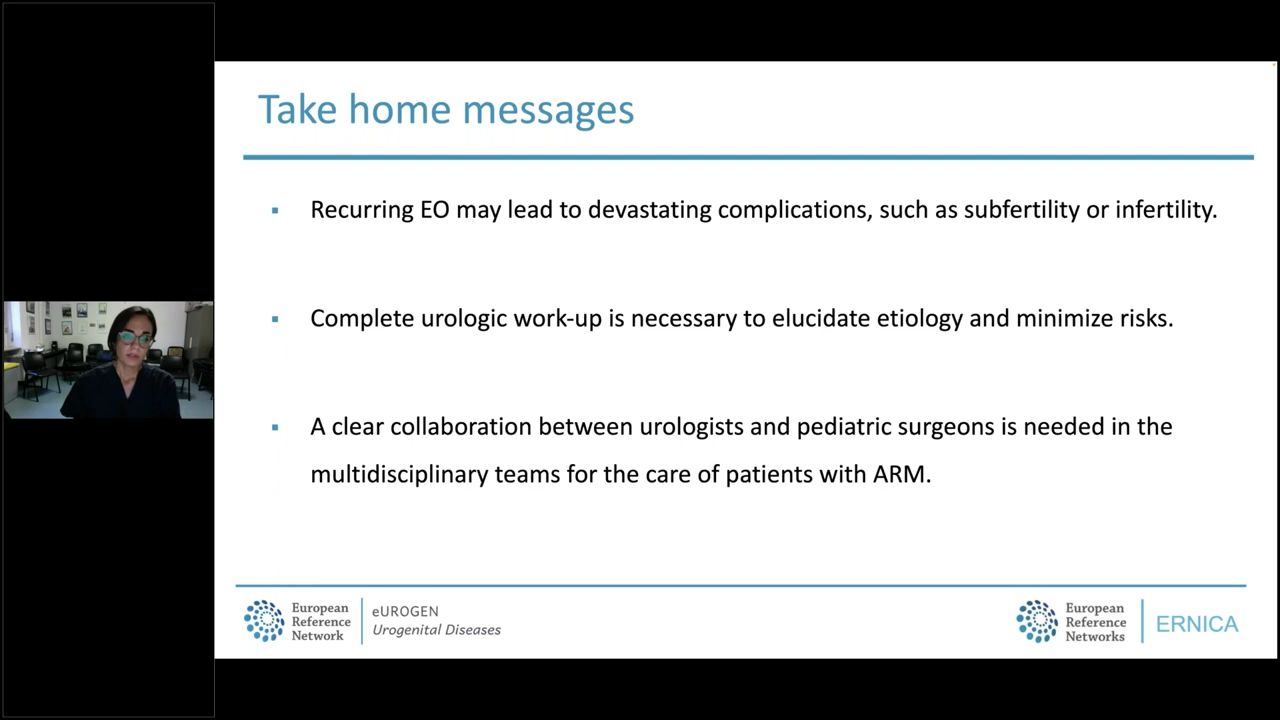 Take home messages
▪ Recurring EO may lead to devastating complications, such as subfertility or infertility.
▪ Complete urologic work-up is necessary to elucidate etiology and minimize risks.
▪ A clear collaboration between urologists and pediatric surgeons is needed in the
multidisciplinary teams for the care of patients with ARM.
European
Reference
Network
eUROGEN
Urogenital Diseases
European
Reference
Networks
ERNICA